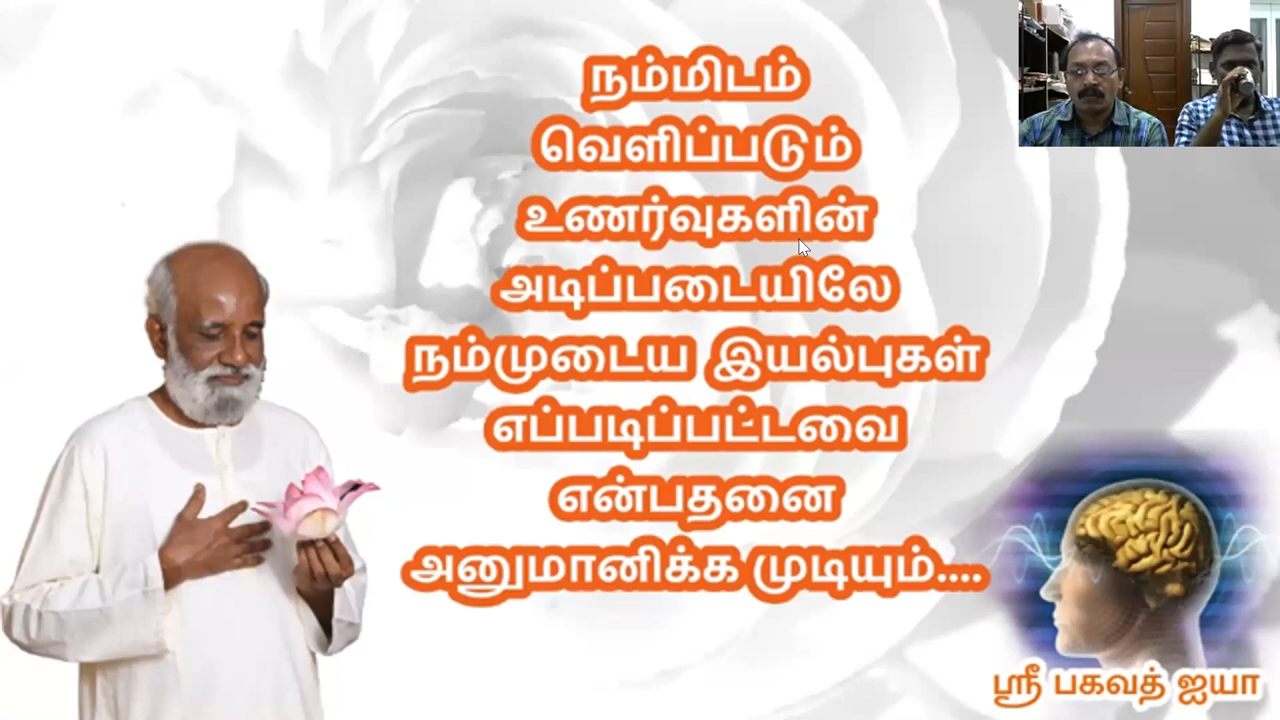 நம்மிடம்
வெளிப்படும்
உணர்வுகளின்
அடிப்படையிலே
நம்முடைய இயல்புகள்
எப்படிப்பட்டவை
என்பதனை
அனுமானிக்க முடியும்....
ஸ்ரீ பகவத் ஐயா